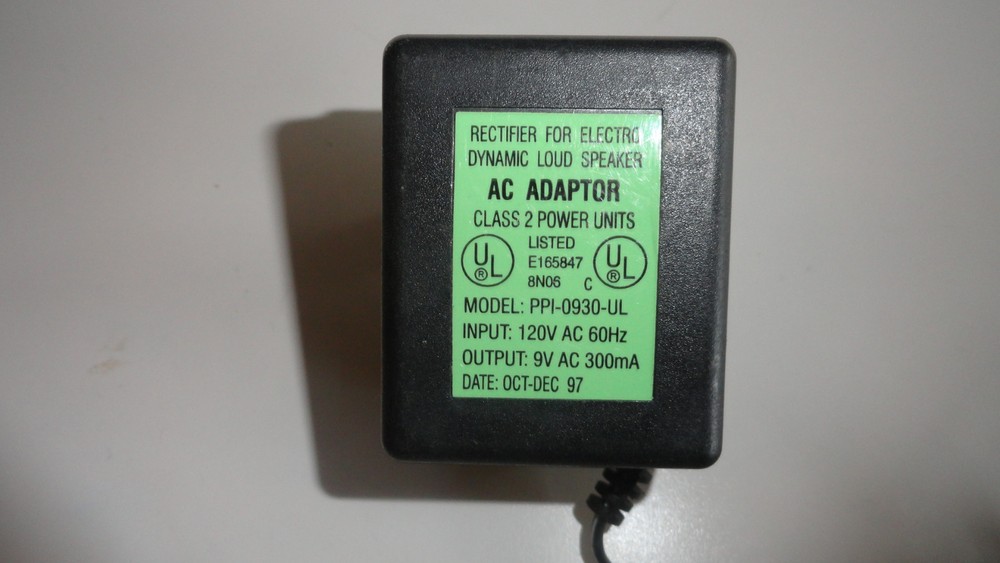 RECTIFIER FOR ELECTRO
DYNAMIC LOUD SPEAKER
AC ADAPTOR
CLASS 2 POWER UNITS
UL ® LISTED C UL ®
E165847
8N06
MODEL: PPI-0930-UL
INPUT: 120V AC 60Hz
OUTPUT: 9V AC 300mA
DATE: OCT-DEC 97